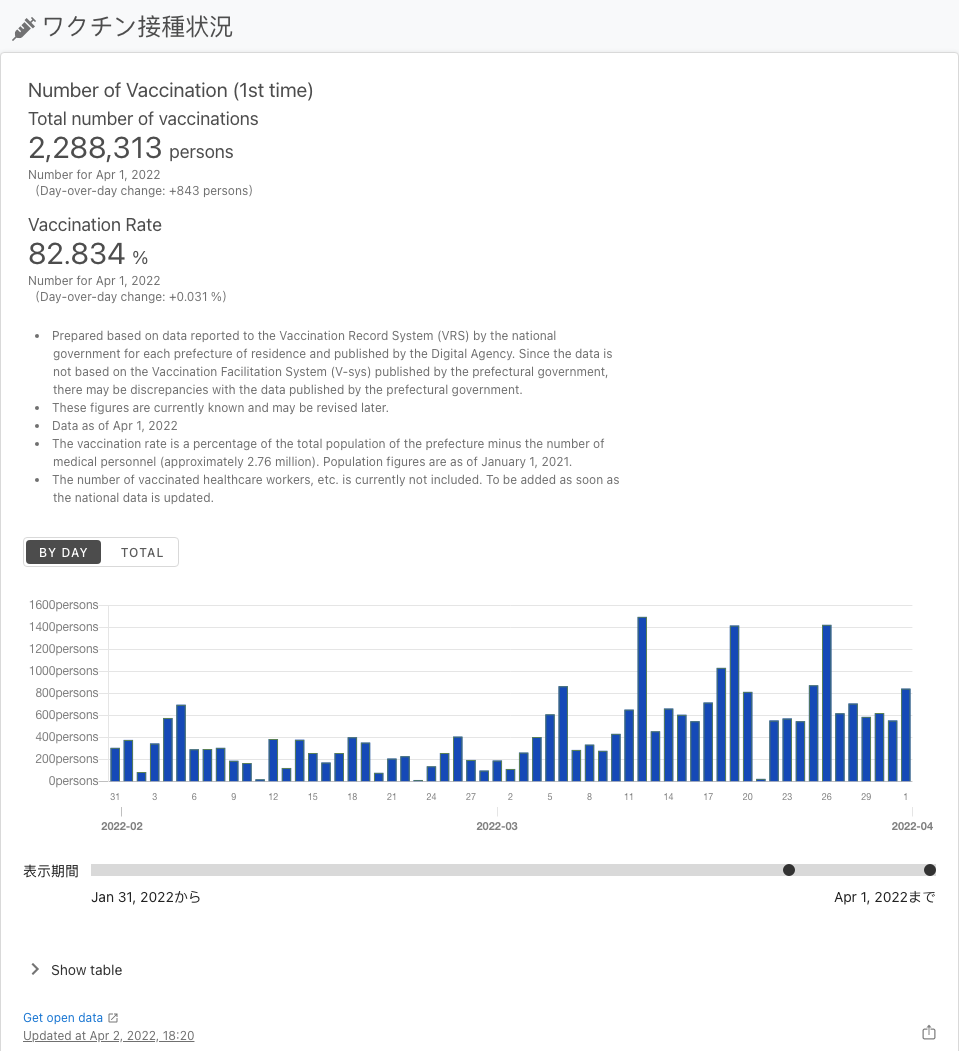 ワクチン接種状況
Number of Vaccination (1st time)
Total number of vaccinations
2,288,313 persons
Number for Apr 1, 2022
(Day-over-day change: +843 persons)
Vaccination Rate
82.834 %
Number for Apr 1, 2022
(Day-over-day change: +0.031 %)
• Prepared based on data reported to the Vaccination Record System (VRS) by the national
government for each prefecture of residence and published by the Digital Agency. Since the data is
not based on the Vaccination Facilitation System (V-sys) published by the prefectural government,
there may be discrepancies with the data published by the prefectural government.
• These figures are currently known and may be revised later.
• Data as of Apr 1, 2022
• The vaccination rate is a percentage of the total population of the prefecture minus the number of
medical personnel (approximately 2.76 million). Population figures are as of January 1, 2021.
• The number of vaccinated healthcare workers, etc. is currently not included. To be added as soon as
the national data is updated.
BY DAY TOTAL
1600persons
1400persons
1200persons
1000persons
800persons
600persons
400persons
200persons
0persons
31 3 6 9 12 15 18 21 24 27 2 5 8 11 14 17 20 23 26 29 1
2022-02 2022-03 2022-04
表示期間
Jan 31, 2022から Apr 1, 2022まで
Show table
Get open data
Updated at Apr 2, 2022, 18:20